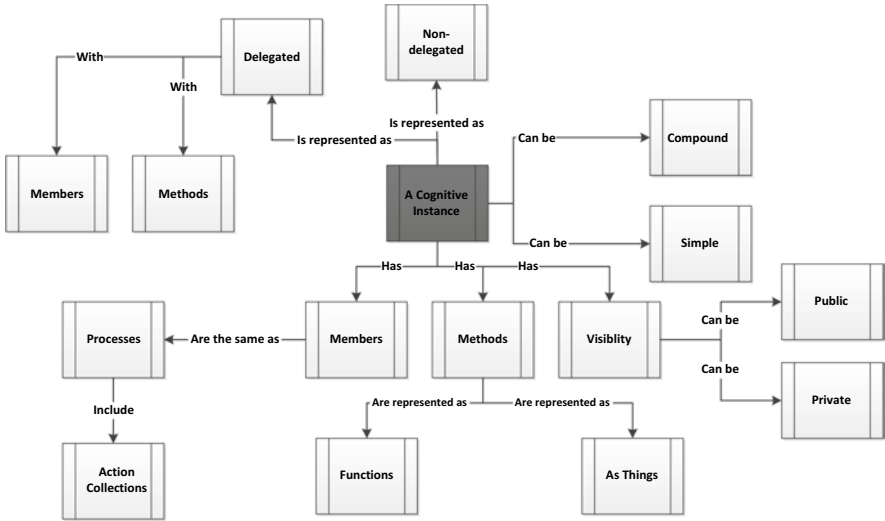 Non-
delegated
Delegated
With
With
Is represented as
Is represented as
Can be
Compound
Members
Methods
A Cognitive
Instance
Can be
Simple
Has
Has
Has
Public
Processes
Are the same as
Members
Methods
Visiblity
Can be
Can be
Private
Include
Are represented as
Are represented as
Action
Collections
Functions
As Things